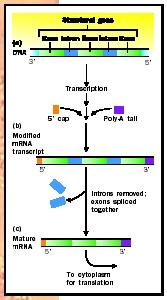 Structural gene
Exon Intron Exon Intron Exon
(a)
DNA
3' 5'
Transcription
5' cap Poly-A tail
(b)
Modified
mRNA
transcript
5' 3'
Introns removed;
exons spliced
together
(c)
Mature
mRNA
5' 3'
To cytoplasm
for translation